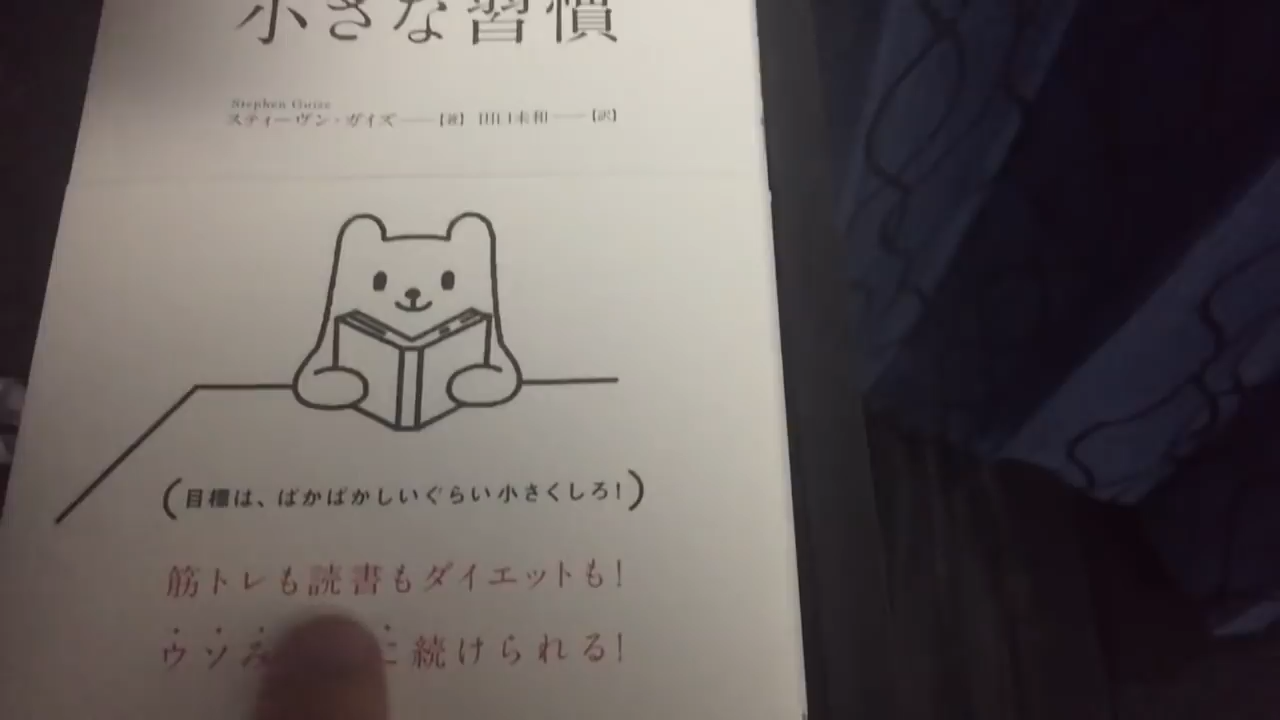 小さな習慣
Stephen Guise
スティーヴン・ガイズ──【著】 田口未和──【訳】
(目標は、ばかばかしいぐらい小さくしろ!)
筋トレも読書もダイエットも!
ウソみ に続けられる!